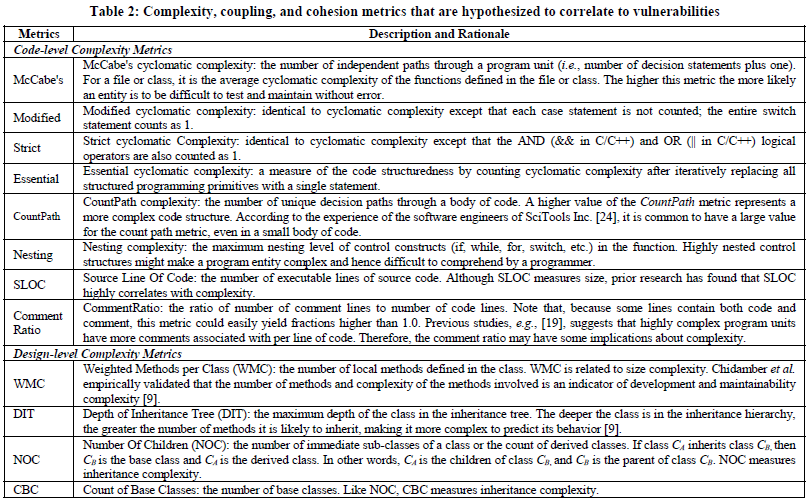 Table 2: Complexity, coupling, and cohesion metrics that are hypothesized to correlate to vulnerabilities
Metrics Description and Rationale
Code-level Complexity Metrics
McCabe's cyclomatic complexity: the number of independent paths through a program unit (i.e., number of decision statements plus one).
McCabe's For a file or class, it is the average cyclomatic complexity of the functions defined in the file or class. The higher this metric the more likely
an entity is to be difficult to test and maintain without error.
Modified Modified cyclomatic complexity: identical to cyclomatic complexity except that each case statement is not counted; the entire switch
statement counts as 1.
Strict Strict cyclomatic Complexity: identical to cyclomatic complexity except that the AND (&& in C/C++) and OR (|| in C/C++) logical
operators are also counted as 1.
Essential Essential cyclomatic complexity: a measure of the code structuredness by counting cyclomatic complexity after iteratively replacing all
structured programming primitives with a single statement.
CountPath complexity: the number of unique decision paths through a body of code. A higher value of the CountPath metric represents a
CountPath more complex code structure. According to the experience of the software engineers of SciTools Inc. [24], it is common to have a large value
for the count path metric, even in a small body of code.
Nesting Nesting complexity: the maximum nesting level of control constructs (if, while, for, switch, etc.) in the function. Highly nested control
structures might make a program entity complex and hence difficult to comprehend by a programmer.
SLOC Source Line Of Code: the number of executable lines of source code. Although SLOC measures size, prior research has found that SLOC
highly correlates with complexity.
Comment Ratio CommentRatio: the ratio of number of comment lines to number of code lines. Note that, because some lines contain both code and
comment, this metric could easily yield fractions higher than 1.0. Previous studies, e.g., [19], suggests that highly complex program units
have more comments associated with per line of code. Therefore, the comment ratio may have some implications about complexity.
Design-level Complexity Metrics
Weighted Methods per Class (WMC): the number of local methods defined in the class. WMC is related to size complexity. Chidamber et al.
WMC empirically validated that the number of methods and complexity of the methods involved is an indicator of development and maintainability
complexity [9].
DIT Depth of Inheritance Tree (DIT): the maximum depth of the class in the inheritance tree. The deeper the class is in the inheritance hierarchy,
the greater the number of methods it is likely to inherit, making it more complex to predict its behavior [9].
Number Of Children (NOC): the number of immediate sub-classes of a class or the count of derived classes. If class CA inherits class CB, then
NOC CB is the base class and CA is the derived class. In other words, CA is the children of class CB, and CB is the parent of class CB. NOC measures
inheritance complexity.
CBC Count of Base Classes: the number of base classes. Like NOC, CBC measures inheritance complexity.